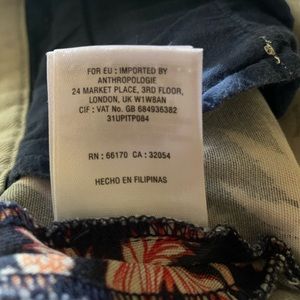 FOR EU : IMPORTED BY
ANTHROPOLOGIE
24 MARKET PLACE, 3RD FLOOR,
LONDON, UK W1W8AN
CIF : VAT No. GB 684936382
31UPITP084
RN : 66170 CA : 32054
HECHO EN FILIPINAS